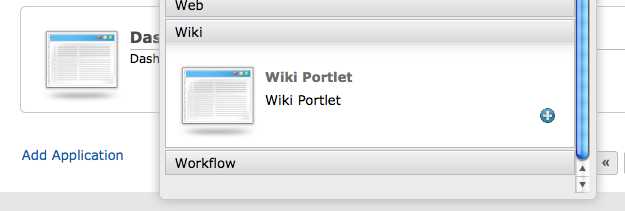 Web
Wiki
Das
Dash
Wiki Portlet
Wiki Portlet
Add Application
Workflow
«